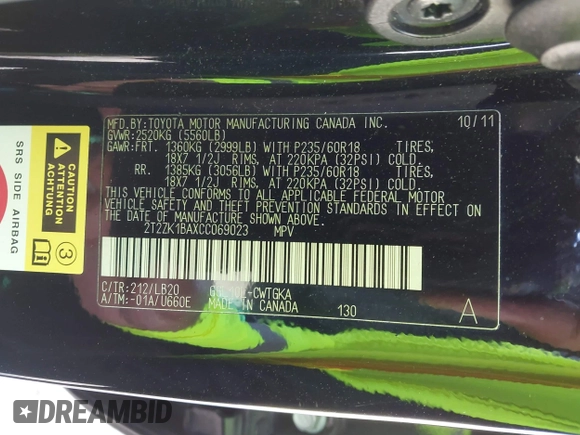 MFD.BY:TOYOTA MOTOR MANUFACTURING CANADA INC. 10/11
GVWR:2520KG (5560LB)
GAWR:FRT. 1360KG (2999LB) WITH P235/60R18 TIRES,
18X7 1/2J RIMS, AT 220KPA (32PSI) COLD.
RR. 1385KG (3056LB) WITH P235/60R18 TIRES,
18X7 1/2J RIMS, AT 220KPA (32PSI) COLD.
THIS VEHICLE CONFORMS TO ALL APPLICABLE FEDERAL MOTOR
VEHICLE SAFETY AND THEFT PREVENTION STANDARDS IN EFFECT ON
THE DATE OF MANUFACTURE SHOWN ABOVE.
2T2ZK1BAXCC069023 MPV
C/TR:212/LB20
A/TM:-01A/U660E
-CWTGKA
MADE IN CANADA 130 A
SRS SIDE AIRBAG
CAUTION
ATTENTION
ACHTUNG
3
DREAMBID